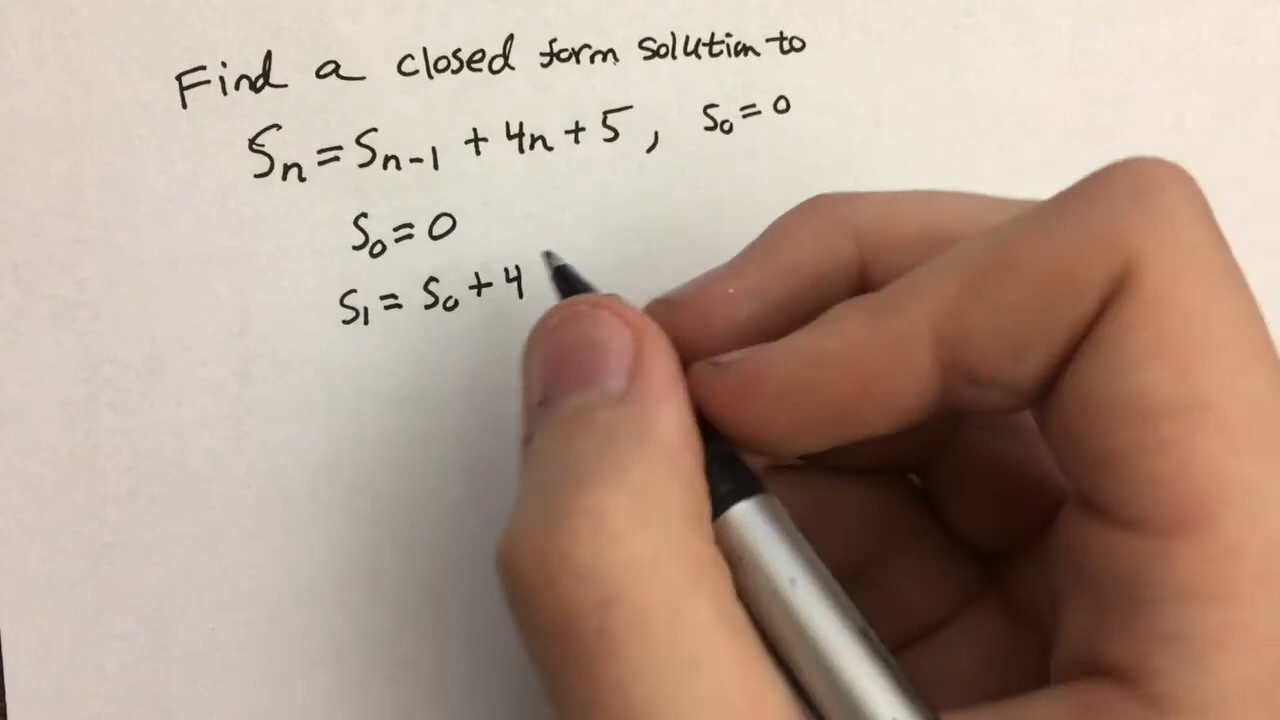 Find a closed form solution to
Sₙ = Sₙ₋₁ + 4n + 5, S₀ = 0
S₀ = 0
S₁ = S₀ + 4